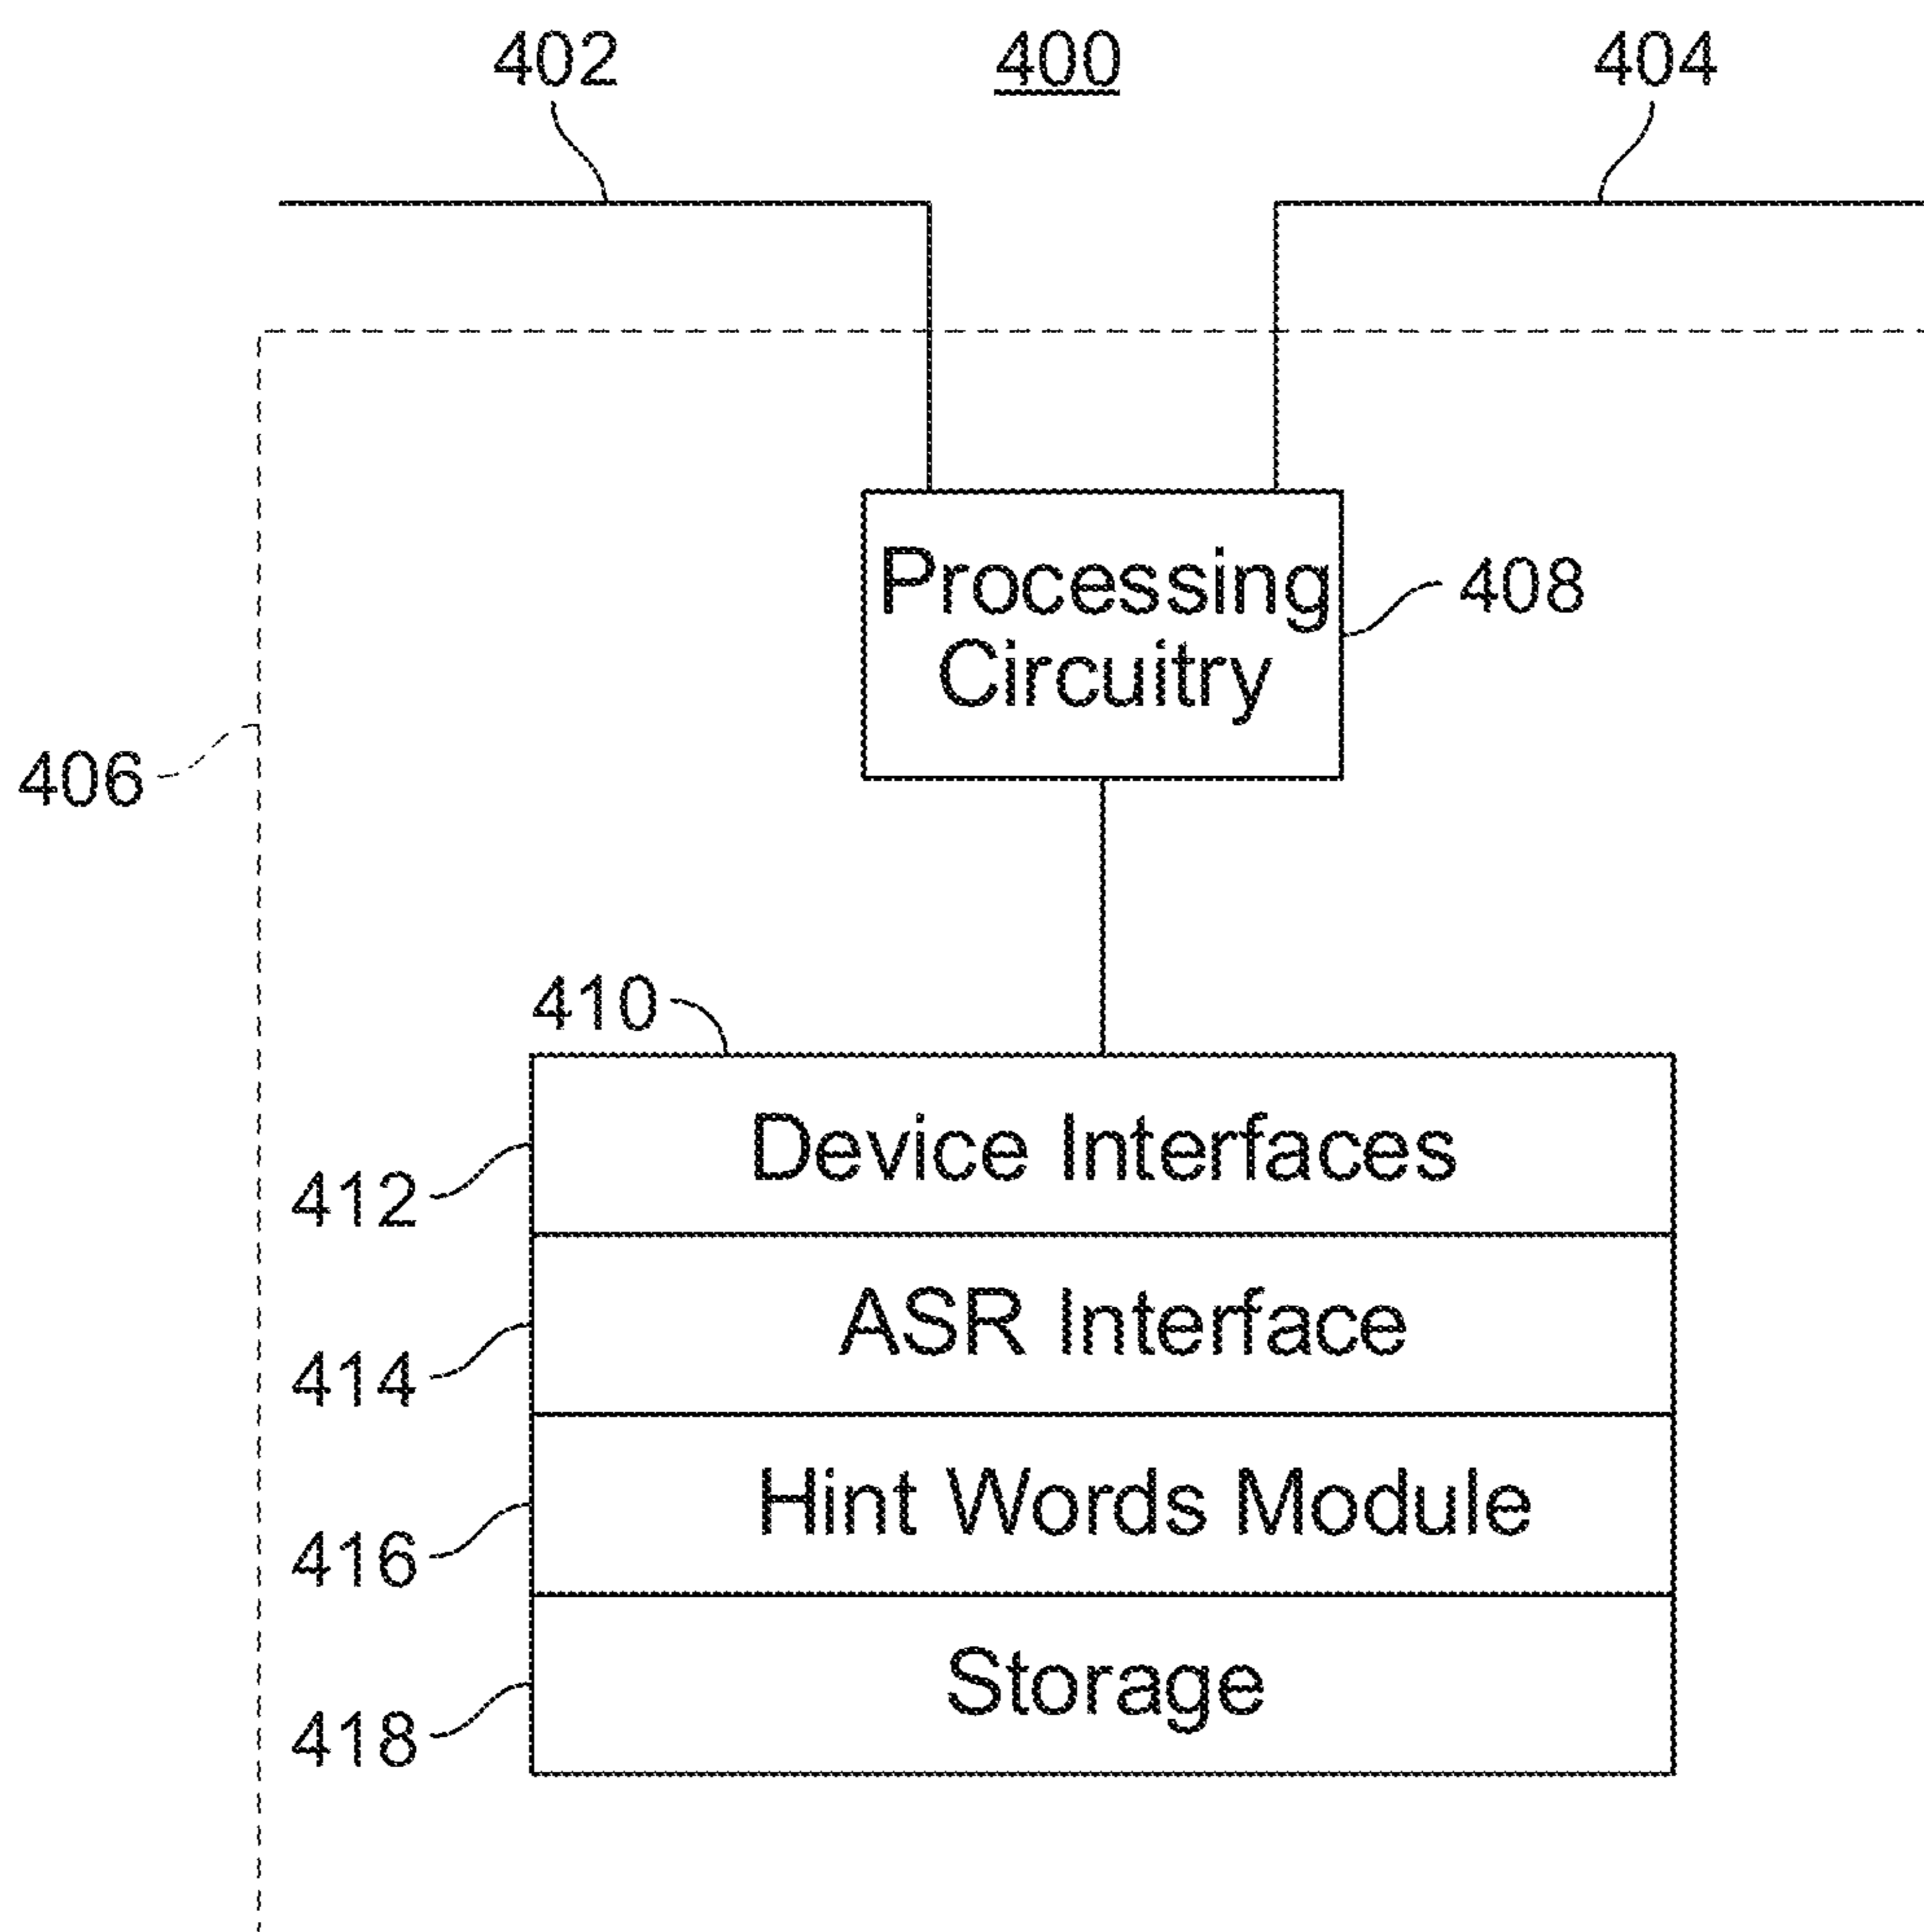 402
400
404
Processing
Circuitry
408
406
410
Device Interfaces
412
ASR Interface
414
Hint Words Module
416
Storage
418